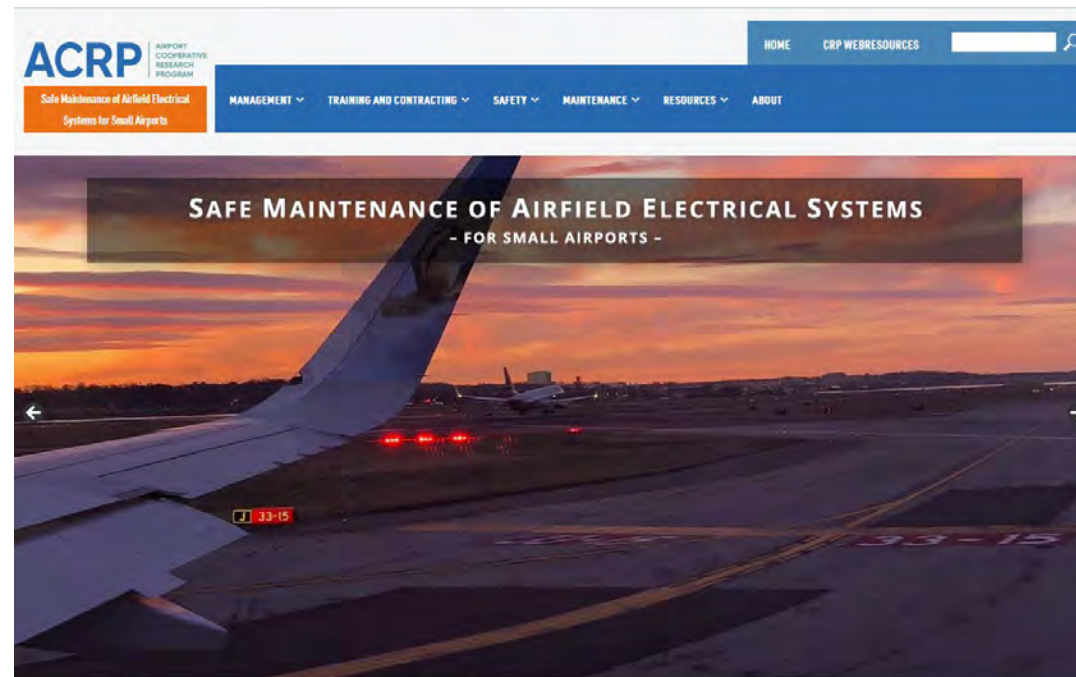 ACRP
AIRPORT
COOPERATIVE
RESEARCH
PROGRAM
HOME CRP WEBRESOURCES
Safe Maintenance of Airfield Electrical
Systems for Small Airports
MANAGEMENT TRAINING AND CONTRACTING SAFETY MAINTENANCE RESOURCES ABOUT
SAFE MAINTENANCE OF AIRFIELD ELECTRICAL SYSTEMS
– FOR SMALL AIRPORTS –
J 33-15
33-15